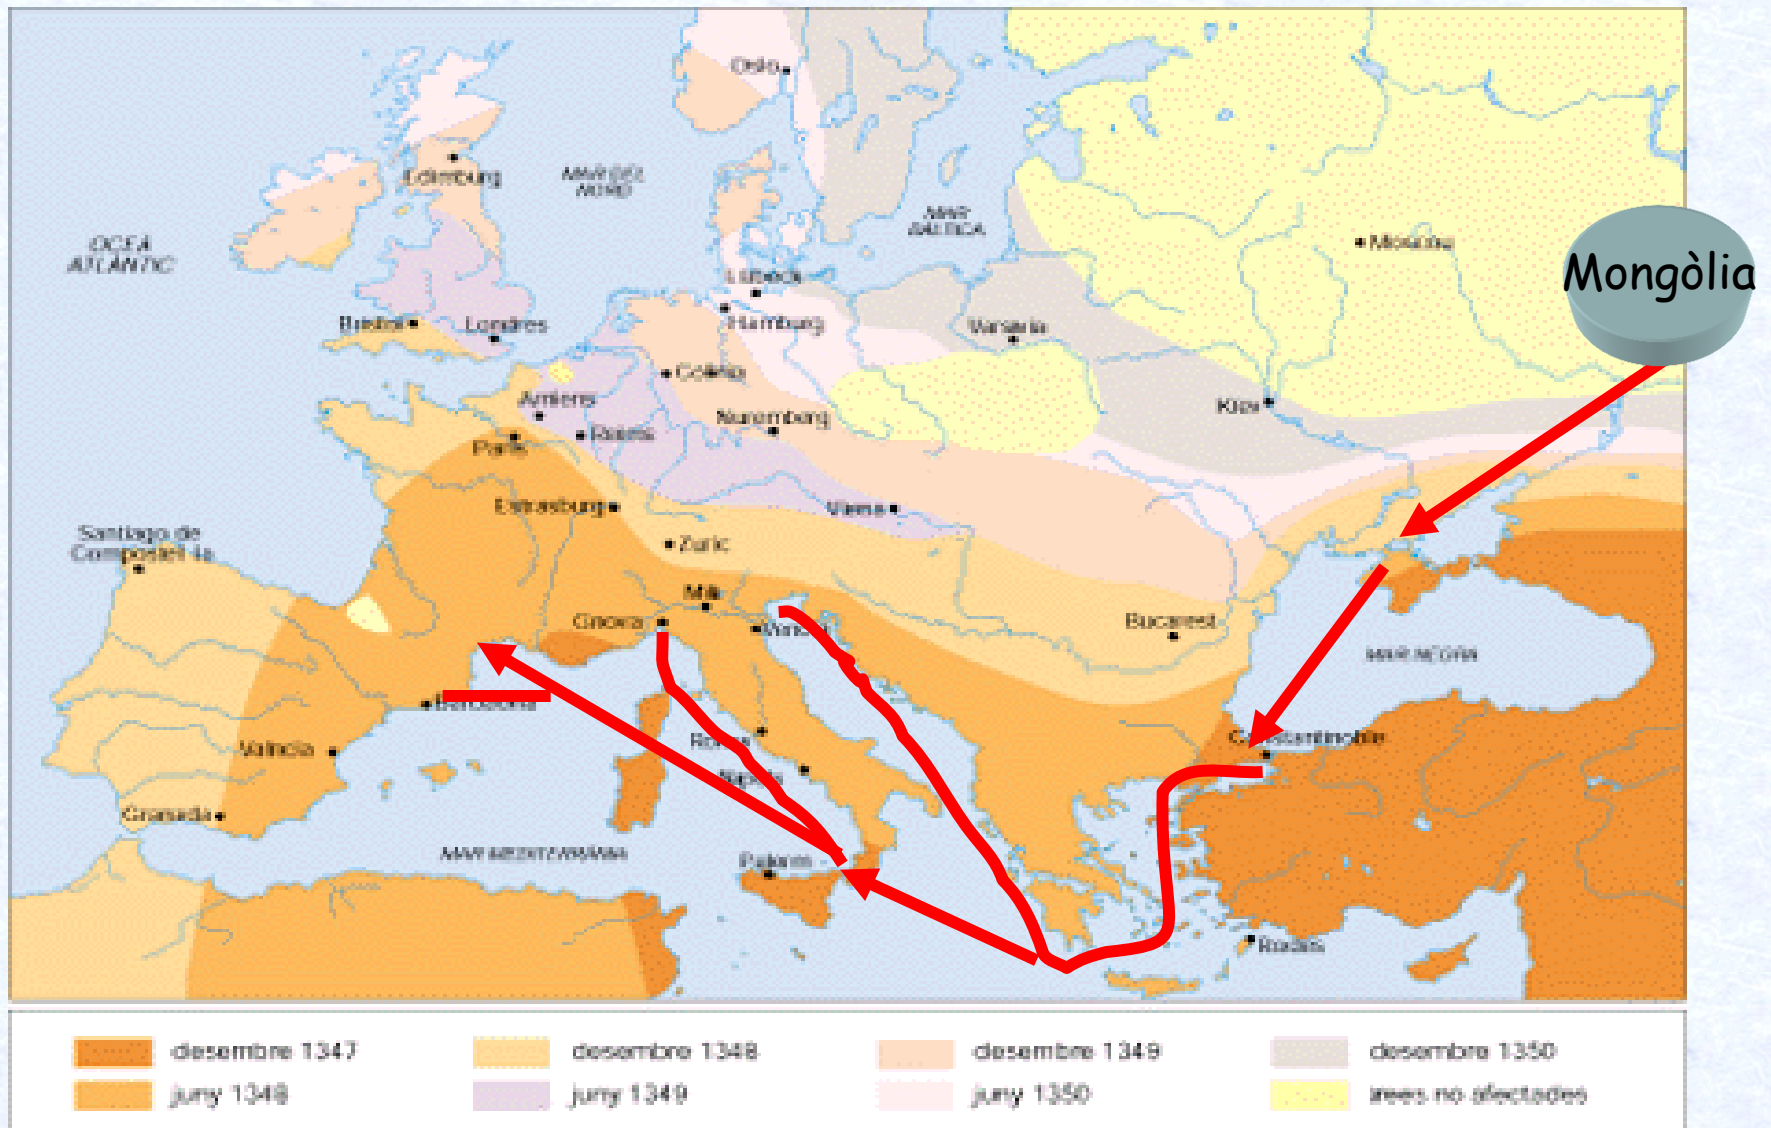 Oslo
Edimburg
MAR DEL
NORD
MAR
BÀLTICA
OCEÀ
ATLÀNTIC
Moscou
Mongòlia
Lübeck
Hamburg
Bristol
Londres
Varsòvia
Colònia
Amiens
Reims
Nuremberg
Kíev
París
Estrasburg
Viena
Santiago de
Compostel·la
Zuric
Milà
Gènova
Venècia
Bucarest
MAR NEGRA
Barcelona
Roma
Constantinoble
València
Nàpols
Granada
MAR MEDITERRÀNIA
Palerm
Rodes
desembre 1347
desembre 1348
desembre 1349
desembre 1350
juny 1348
juny 1349
juny 1350
àrees no afectades